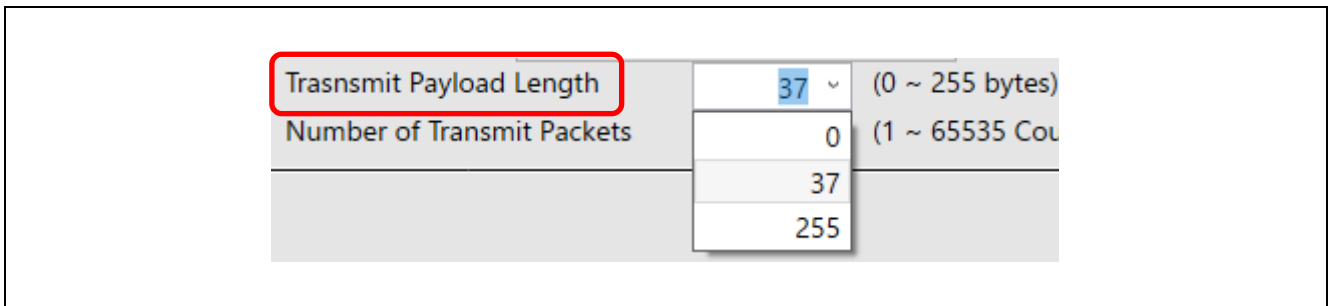 Trasnsmit Payload Length 37 (0 ~ 255 bytes)
Number of Transmit Packets 0 (1 ~ 65535 Cou
37
255